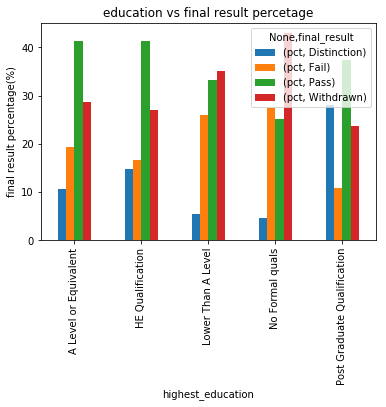 education vs final result percetage
None,final_result
(pct, Distinction)
(pct, Fail)
(pct, Pass)
(pct, Withdrawn)
final result percentage(%)
40
30
20
10
0
A Level or Equivalent
HE Qualification
Lower Than A Level
No Formal quals
Post Graduate Qualification
highest_education